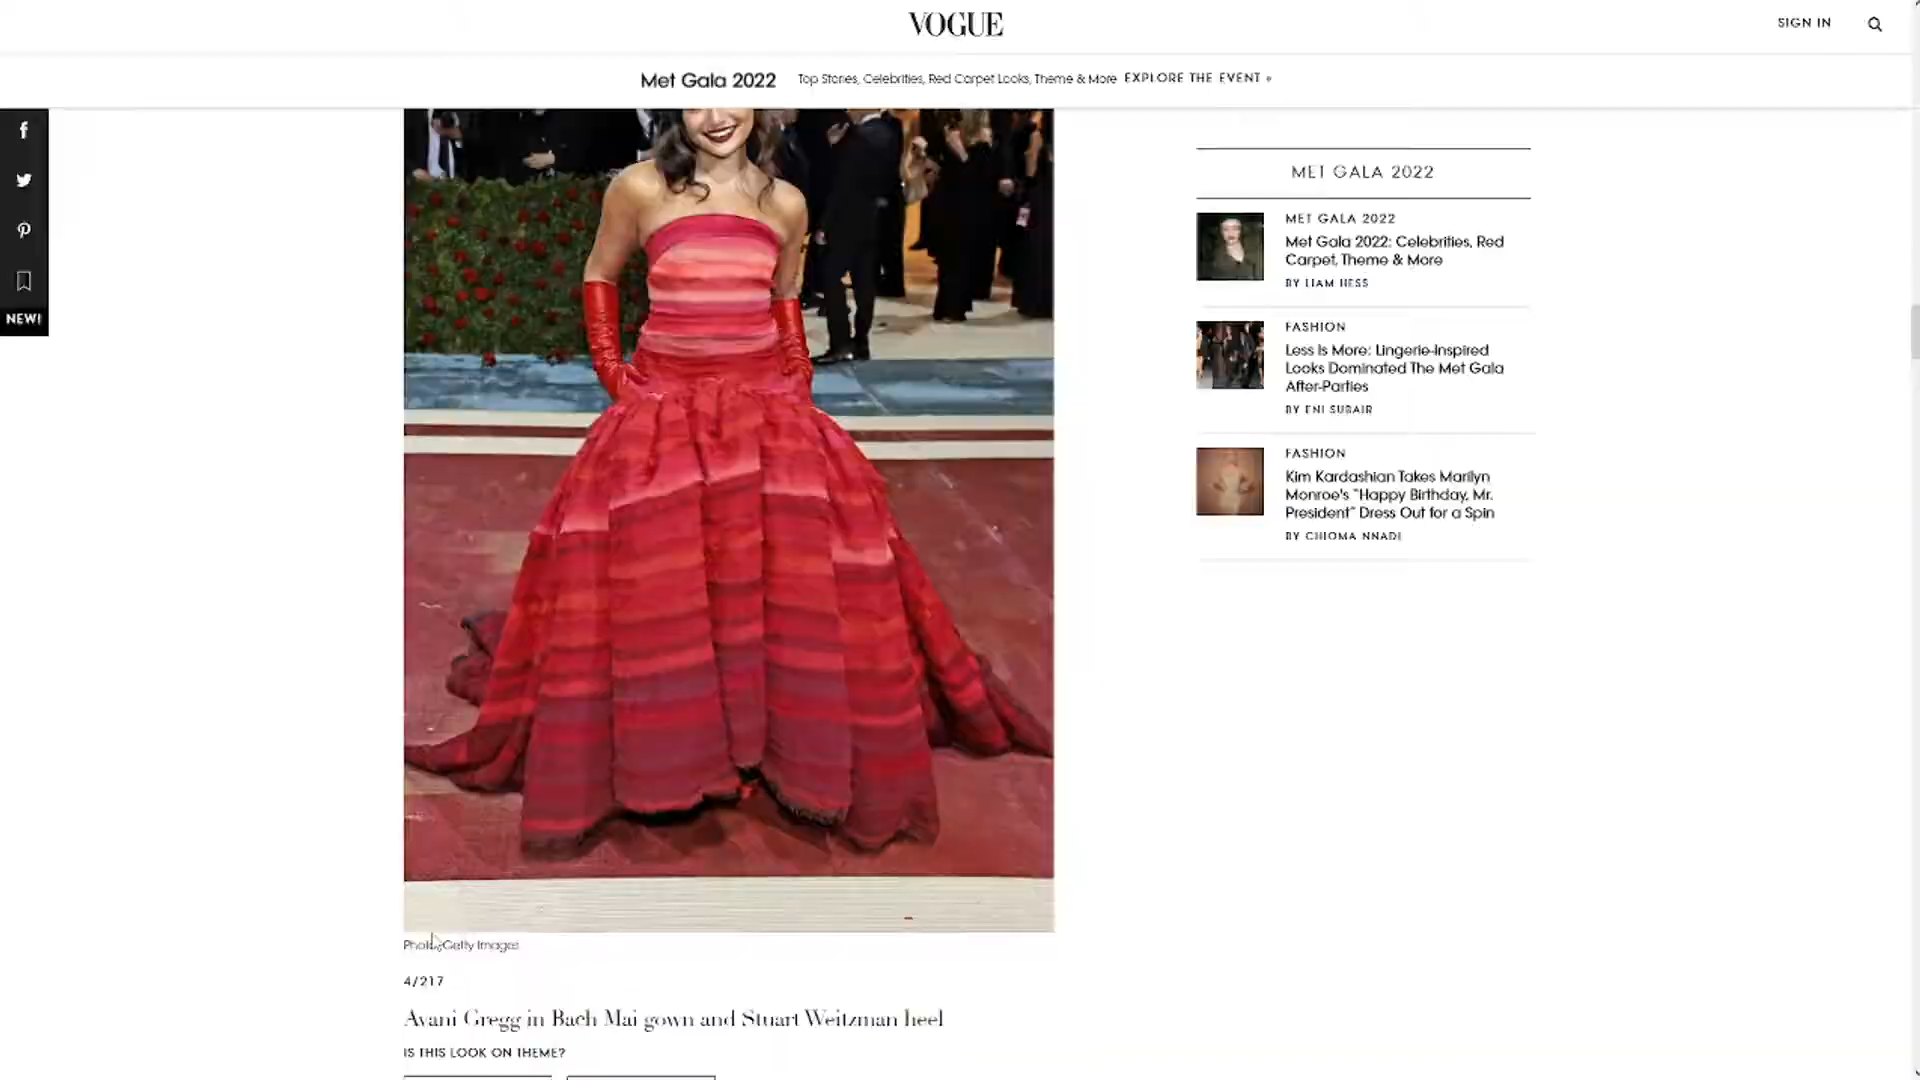 VOGUE
SIGN IN
Met Gala 2022
Top Stories, Celebrities, Red Carpet Looks, Theme & More
EXPLORE THE EVENT »
NEW!
MET GALA 2022
MET GALA 2022
Met Gala 2022: Celebrities, Red
Carpet, Theme & More
BY LIAM HESS
FASHION
Less Is More: Lingerie-Inspired
Looks Dominated The Met Gala
After-Parties
BY ENI SUBAIR
FASHION
Kim Kardashian Takes Marilyn
Monroe's "Happy Birthday, Mr.
President" Dress Out for a Spin
BY CHIOMA NNADI
Photo: Getty Images
4/217
Avani Gregg in Bach Mai gown and Stuart Weitzman heel
IS THIS LOOK ON THEME?